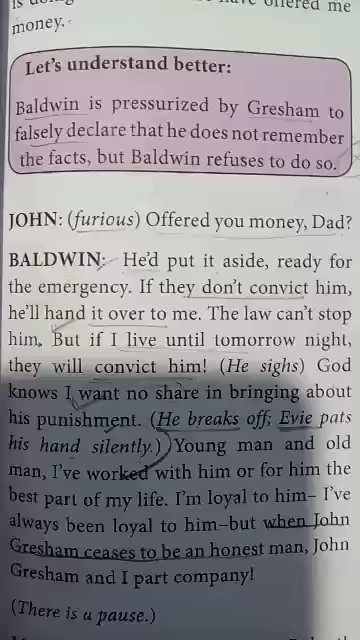 offered me
money.
Let's understand better:
Baldwin is pressurized by Gresham to
falsely declare that he does not remember
the facts, but Baldwin refuses to do so.
JOHN: (furious) Offered you money, Dad?
BALDWIN: He'd put it aside, ready for
the emergency. If they don't convict him,
he'll hand it over to me. The law can't stop
him. But if I live until tomorrow night,
they will convict him! (He sighs) God
knows I want no share in bringing about
his punishment. (He breaks off; Evie pats
his hand silently.) Young man and old
man, I've worked with him or for him the
best part of my life. I'm loyal to him– I've
always been loyal to him–but when John
Gresham ceases to be an honest man, John
Gresham and I part company!
(There is a pause.)